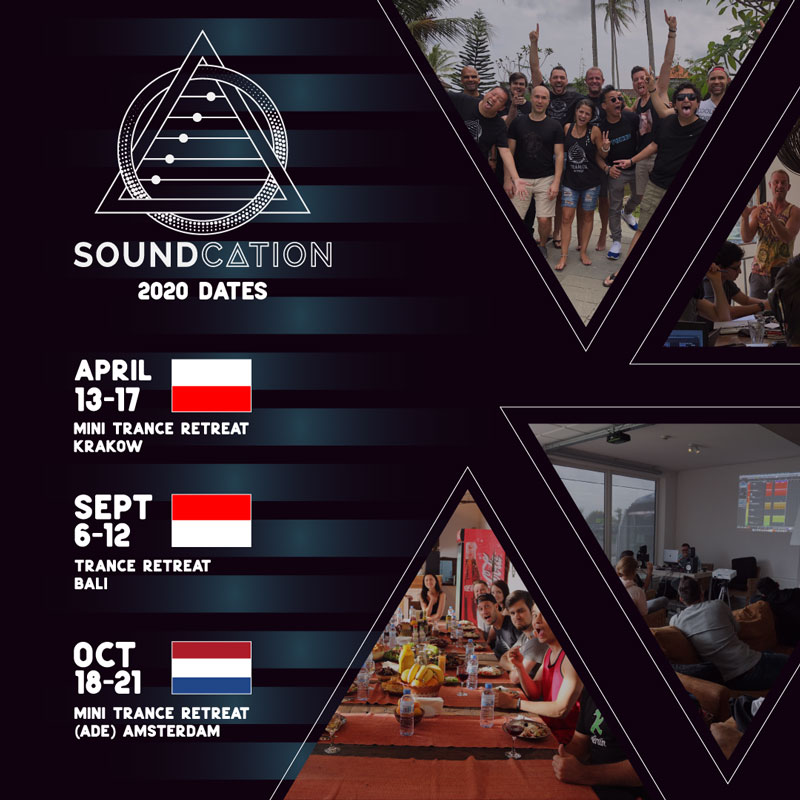 SOUNDCATION
2020 DATES
APRIL
13-17
MINI TRANCE RETREAT
KRAKOW
SEPT
6-12
TRANCE RETREAT
BALI
OCT
18-21
MINI TRANCE RETREAT
(ADE) AMSTERDAM